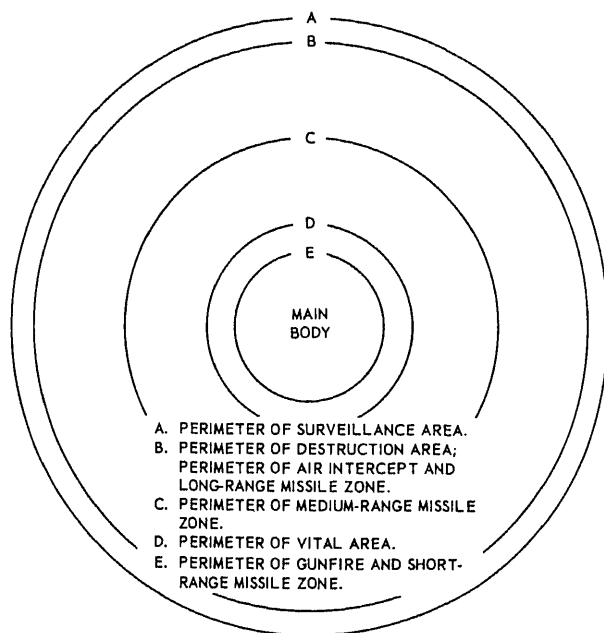 A
B
C
D
E
MAIN
BODY
A. PERIMETER OF SURVEILLANCE AREA.
B. PERIMETER OF DESTRUCTION AREA;
PERIMETER OF AIR INTERCEPT AND
LONG-RANGE MISSILE ZONE.
C. PERIMETER OF MEDIUM-RANGE MISSILE
ZONE.
D. PERIMETER OF VITAL AREA.
E. PERIMETER OF GUNFIRE AND SHORT-
RANGE MISSILE ZONE.